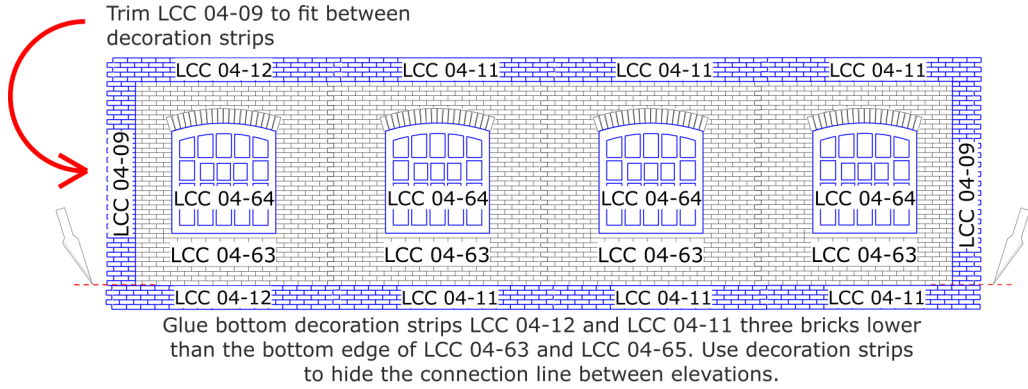 Trim LCC 04-09 to fit between
decoration strips
LCC 04-12 LCC 04-11 LCC 04-11 LCC 04-11
LCC 04-09
LCC 04-09
LCC 04-64 LCC 04-64 LCC 04-64 LCC 04-64
LCC 04-63 LCC 04-63 LCC 04-63 LCC 04-63
LCC 04-12 LCC 04-11 LCC 04-11 LCC 04-11
Glue bottom decoration strips LCC 04-12 and LCC 04-11 three bricks lower
than the bottom edge of LCC 04-63 and LCC 04-65. Use decoration strips
to hide the connection line between elevations.